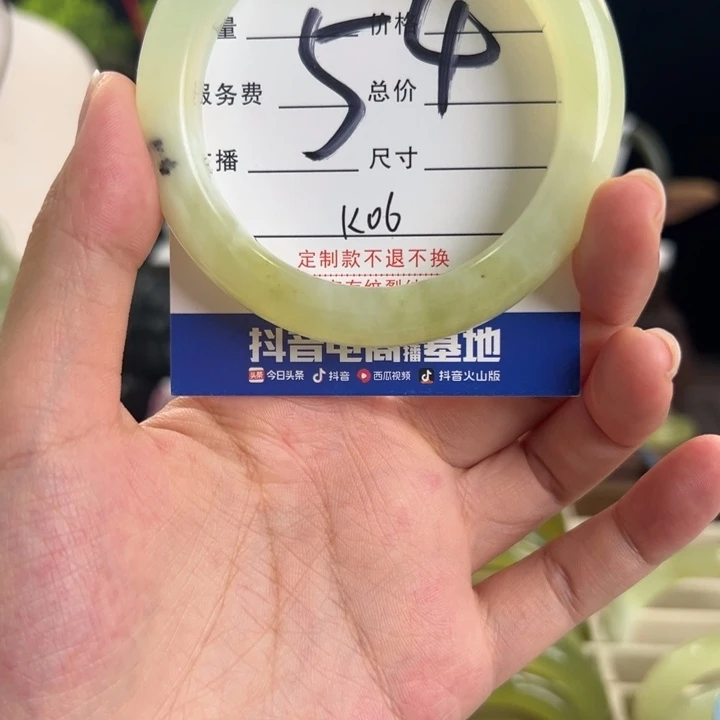 量 价格
54
服务费 总价
播 尺寸
K06
定制款不退不换
抖音电商直播基地
头条 今日头条 抖音 西瓜视频 抖音火山版